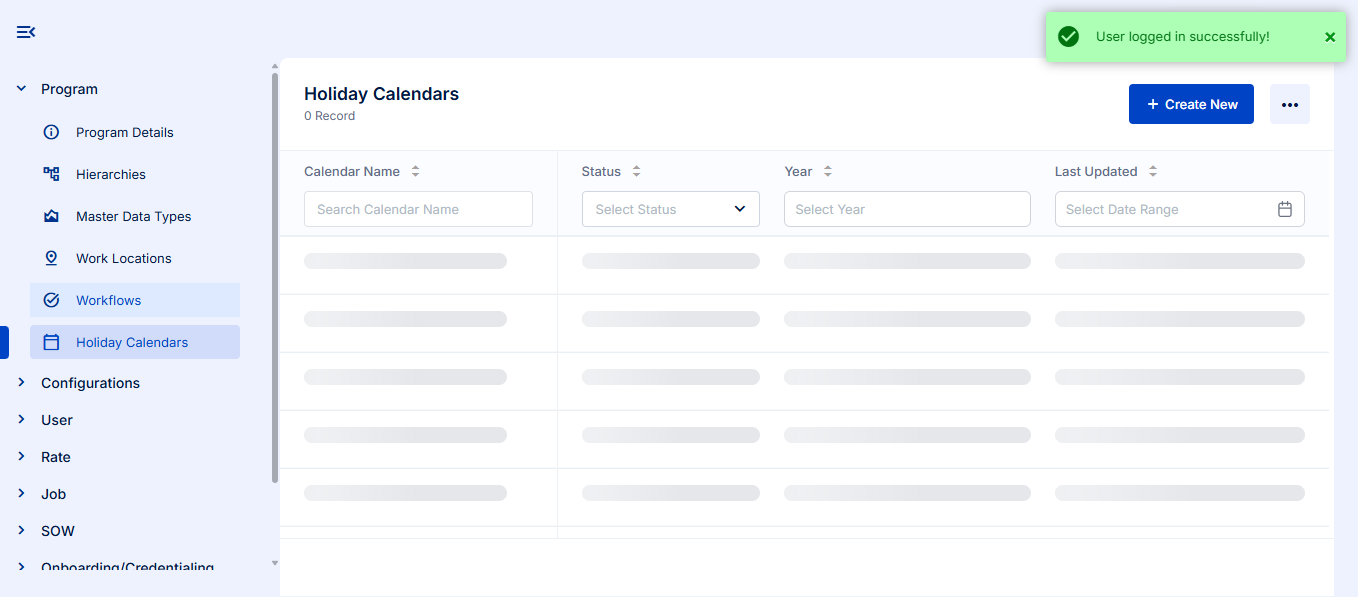 User logged in successfully!
Program
Program Details
Hierarchies
Master Data Types
Work Locations
Workflows
Holiday Calendars
Configurations
User
Rate
Job
SOW
Onboarding/Credentialing
Holiday Calendars
0 Record
+ Create New
Calendar Name
Status
Year
Last Updated
Search Calendar Name
Select Status
Select Year
Select Date Range